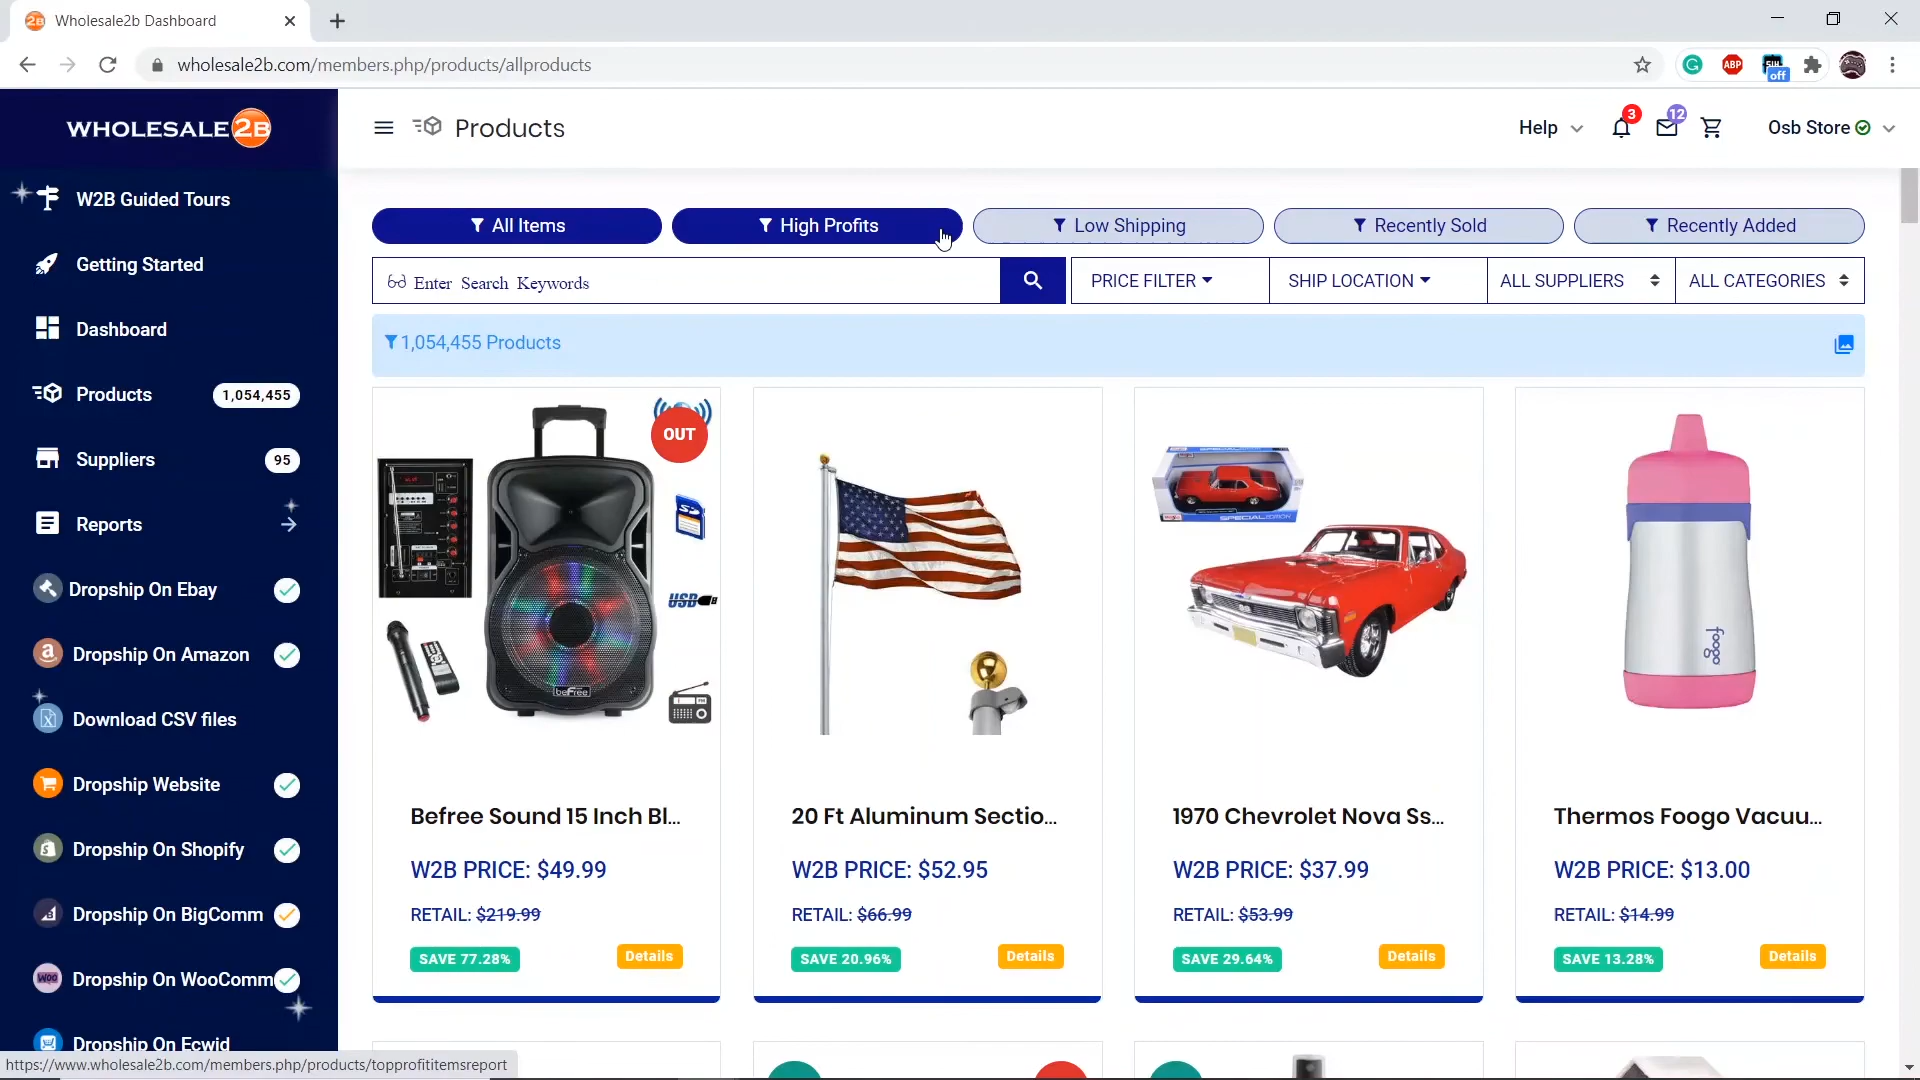 Wholesale2b Dashboard
wholesale2b.com/members.php/products/allproducts
ABP
off
WHOLESALE2B
Products
Help
3
12
Osb Store
W2B Guided Tours
Getting Started
Dashboard
Products 1,054,455
Suppliers 95
Reports
Dropship On Ebay
Dropship On Amazon
Download CSV files
Dropship Website
Dropship On Shopify
Dropship On BigComm
Dropship On WooComm
Dropship On Ecwid
All Items
High Profits
Low Shipping
Recently Sold
Recently Added
Enter Search Keywords
PRICE FILTER
SHIP LOCATION
ALL SUPPLIERS
ALL CATEGORIES
1,054,455 Products
OUT
USB
beFree
foogo
Befree Sound 15 Inch Bl...
W2B PRICE: $49.99
RETAIL: $219.99
SAVE 77.28%
Details
20 Ft Aluminum Sectio...
W2B PRICE: $52.95
RETAIL: $66.99
SAVE 20.96%
Details
1970 Chevrolet Nova Ss...
W2B PRICE: $37.99
RETAIL: $53.99
SAVE 29.64%
Details
Thermos Foogo Vacuu...
W2B PRICE: $13.00
RETAIL: $14.99
SAVE 13.28%
Details
https://www.wholesale2b.com/members.php/products/topprofititemsreport